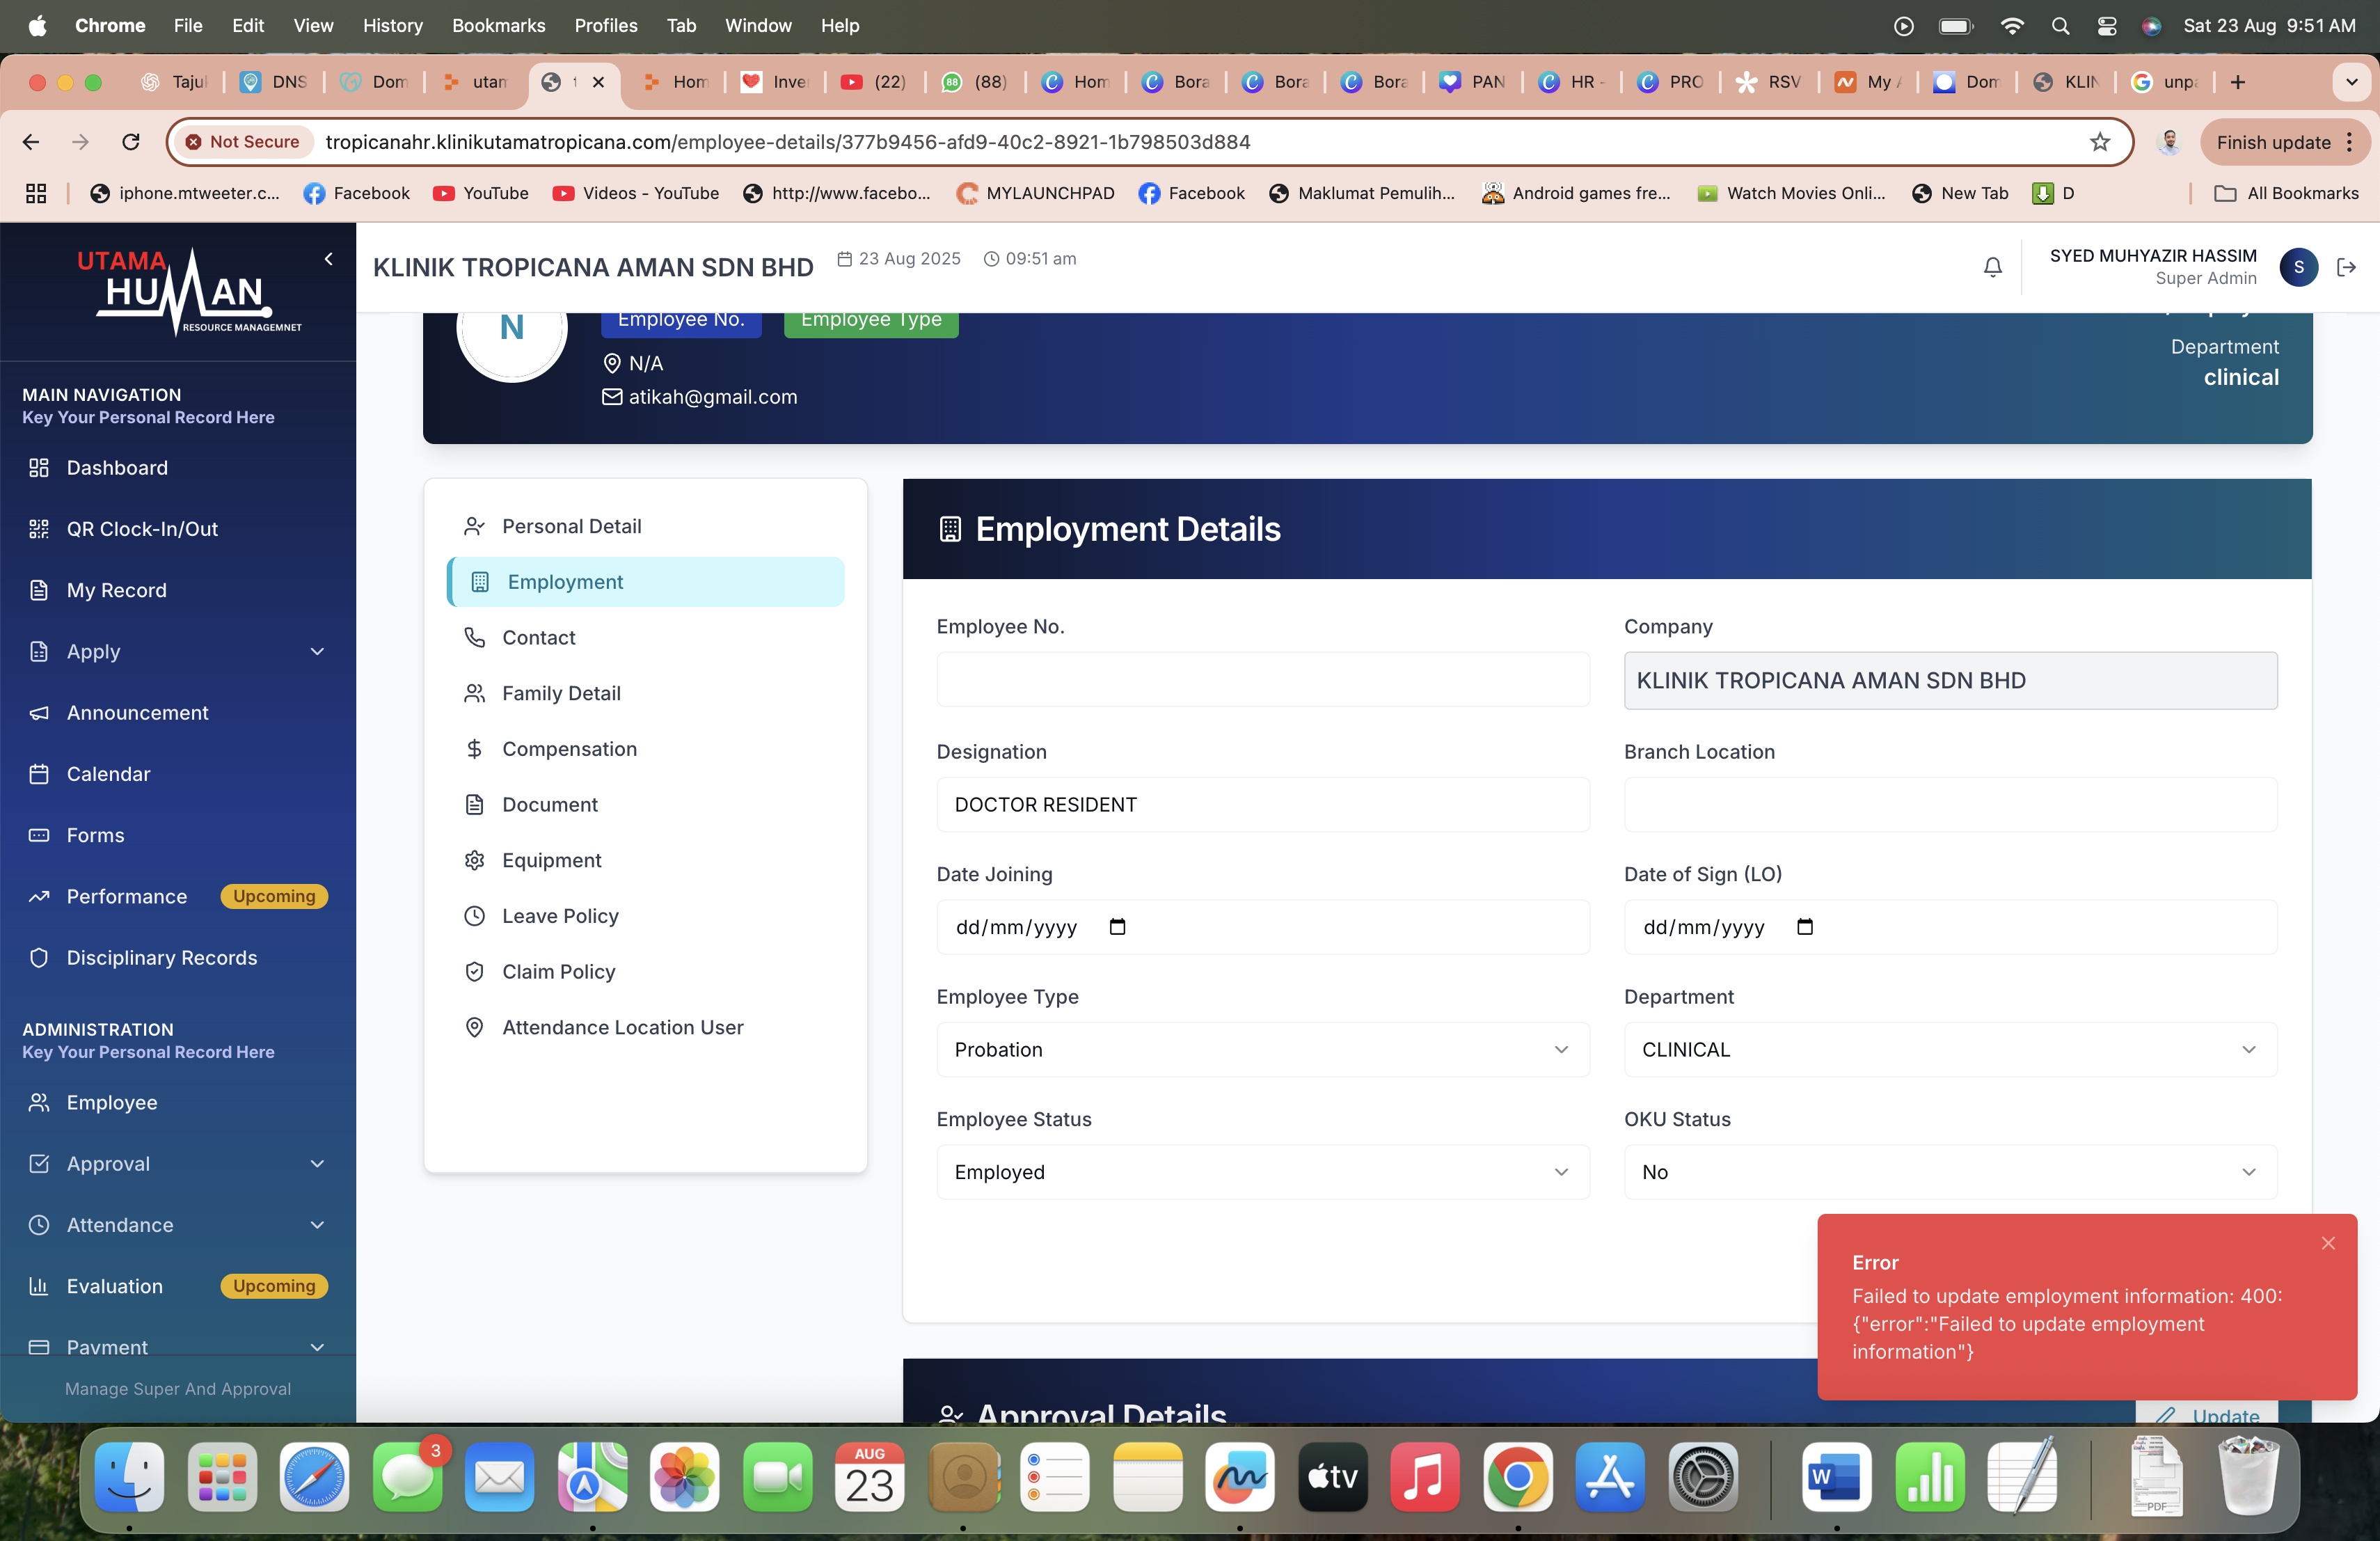 Chrome File Edit View History Bookmarks Profiles Tab Window Help Sat 23 Aug 9:51 AM
Tajul DNS Dom utam Hom Inve (22) 88 (88) Hom Bora Bora Bora PAN HR - PRO RSV My A Dom KLIN unpa
Not Secure tropicanahr.klinikutamatropicana.com/employee-details/377b9456-afd9-40c2-8921-1b798503d884 Finish update
iphone.mtweeter.c... Facebook YouTube Videos - YouTube http://www.facebo... MYLAUNCHPAD Facebook Maklumat Pemulih... Android games fre... Watch Movies Onli... New Tab D All Bookmarks
UTAMA
HUMAN
RESOURCE MANAGEMNET
KLINIK TROPICANA AMAN SDN BHD 23 Aug 2025 09:51 am
SYED MUHYAZIR HASSIM
Super Admin
S
MAIN NAVIGATION
Key Your Personal Record Here
Dashboard
QR Clock-In/Out
My Record
Apply
Announcement
Calendar
Forms
Performance Upcoming
Disciplinary Records
ADMINISTRATION
Key Your Personal Record Here
Employee
Approval
Attendance
Evaluation Upcoming
Payment
Manage Super And Approval
N
Employee No. Employee Type
N/A
atikah@gmail.com
Department
clinical
Personal Detail
Employment
Contact
Family Detail
Compensation
Document
Equipment
Leave Policy
Claim Policy
Attendance Location User
Employment Details
Employee No. Company
KLINIK TROPICANA AMAN SDN BHD
Designation Branch Location
DOCTOR RESIDENT
Date Joining Date of Sign (LO)
dd/mm/yyyy dd/mm/yyyy
Employee Type Department
Probation CLINICAL
Employee Status OKU Status
Employed No
Error
Failed to update employment information: 400:
{"error":"Failed to update employment
information"}
Approval Details
Update
3
AUG
23
tv
W
PDF